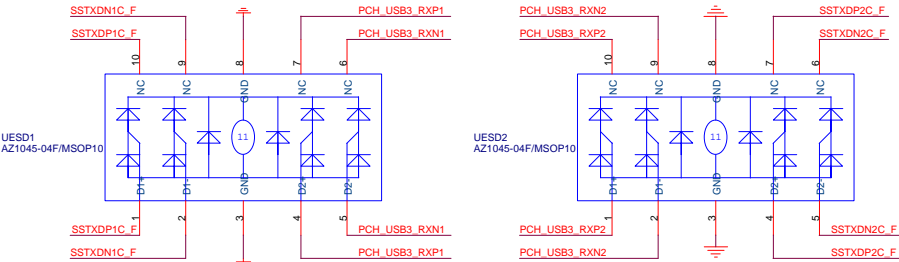 SSTXDN1C_F PCH_USB3_RXP1 PCH_USB3_RXN2 SSTXDP2C_F
SSTXDP1C_F PCH_USB3_RXN1 PCH_USB3_RXP2 SSTXDN2C_F
10 9 8 7 6 10 9 8 7 6
NC NC GND NC NC NC NC GND NC NC
UESD1 11 UESD2 11
AZ1045-04F/MSOP10 AZ1045-04F/MSOP10
D1+ D1- GND D2+ D2- D1+ D1- GND D2+ D2-
1 2 3 4 5 1 2 3 4 5
SSTXDP1C_F PCH_USB3_RXN1 PCH_USB3_RXP2 SSTXDN2C_F
SSTXDN1C_F PCH_USB3_RXP1 PCH_USB3_RXN2 SSTXDP2C_F